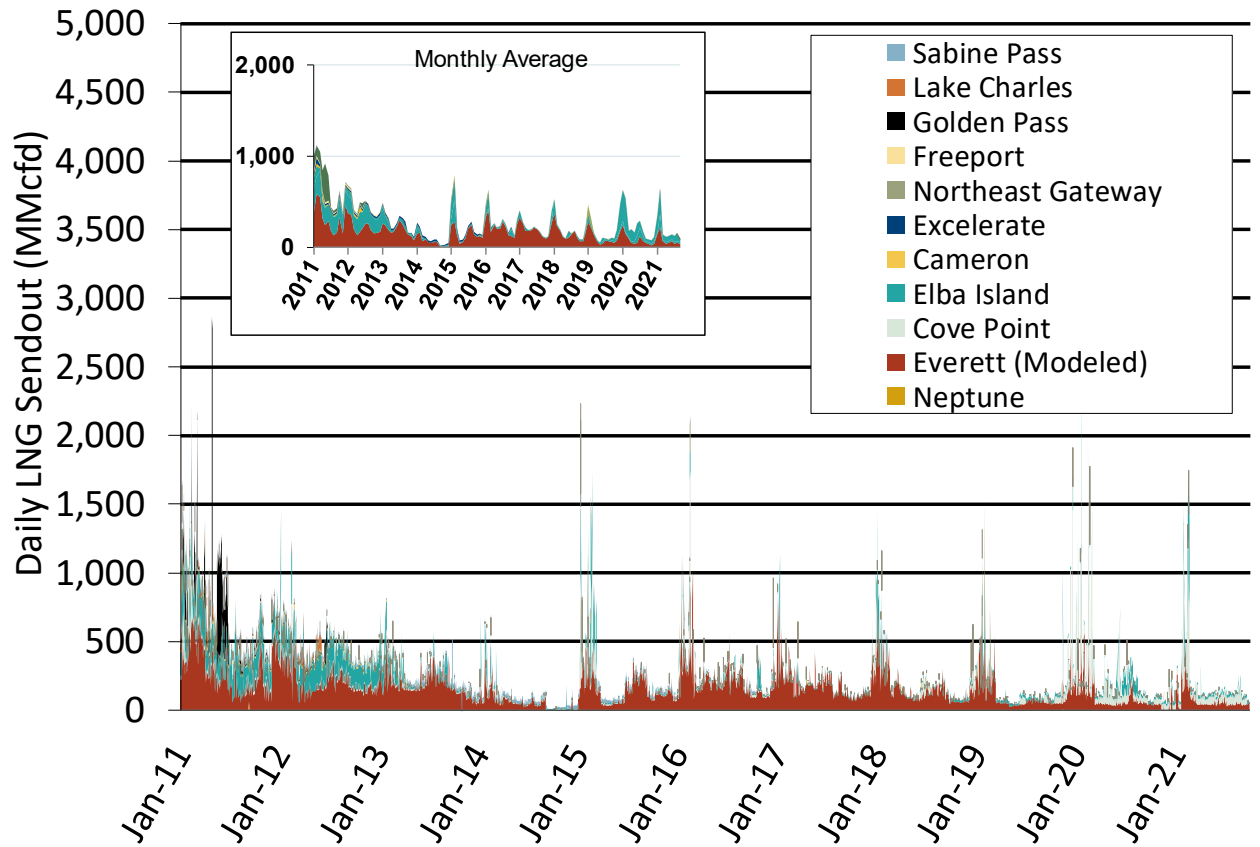 Daily LNG Sendout (MMcfd)
5,000
4,500
4,000
3,500
3,000
2,500
2,000
1,500
1,000
500
0
Monthly Average
2,000
1,000
0
2011
2012
2013
2014
2015
2016
2017
2018
2019
2020
2021
Sabine Pass
Lake Charles
Golden Pass
Freeport
Northeast Gateway
Excelerate
Cameron
Elba Island
Cove Point
Everett (Modeled)
Neptune
Jan-11
Jan-12
Jan-13
Jan-14
Jan-15
Jan-16
Jan-17
Jan-18
Jan-19
Jan-20
Jan-21